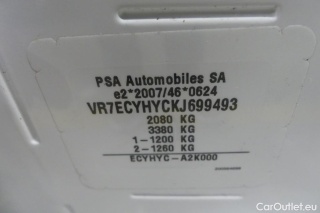 PSA Automobiles SA
e2*2007/46*0624
VR7ECYHYCKJ699493
2080 KG
3380 KG
1-1200 KG
2-1260 KG
ECYHYC-A2K000
CarOutlet.eu